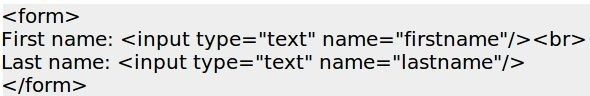 <form>
First name: <input type="text" name="firstname"/><br>
Last name: <input type="text" name="lastname"/>
</form>